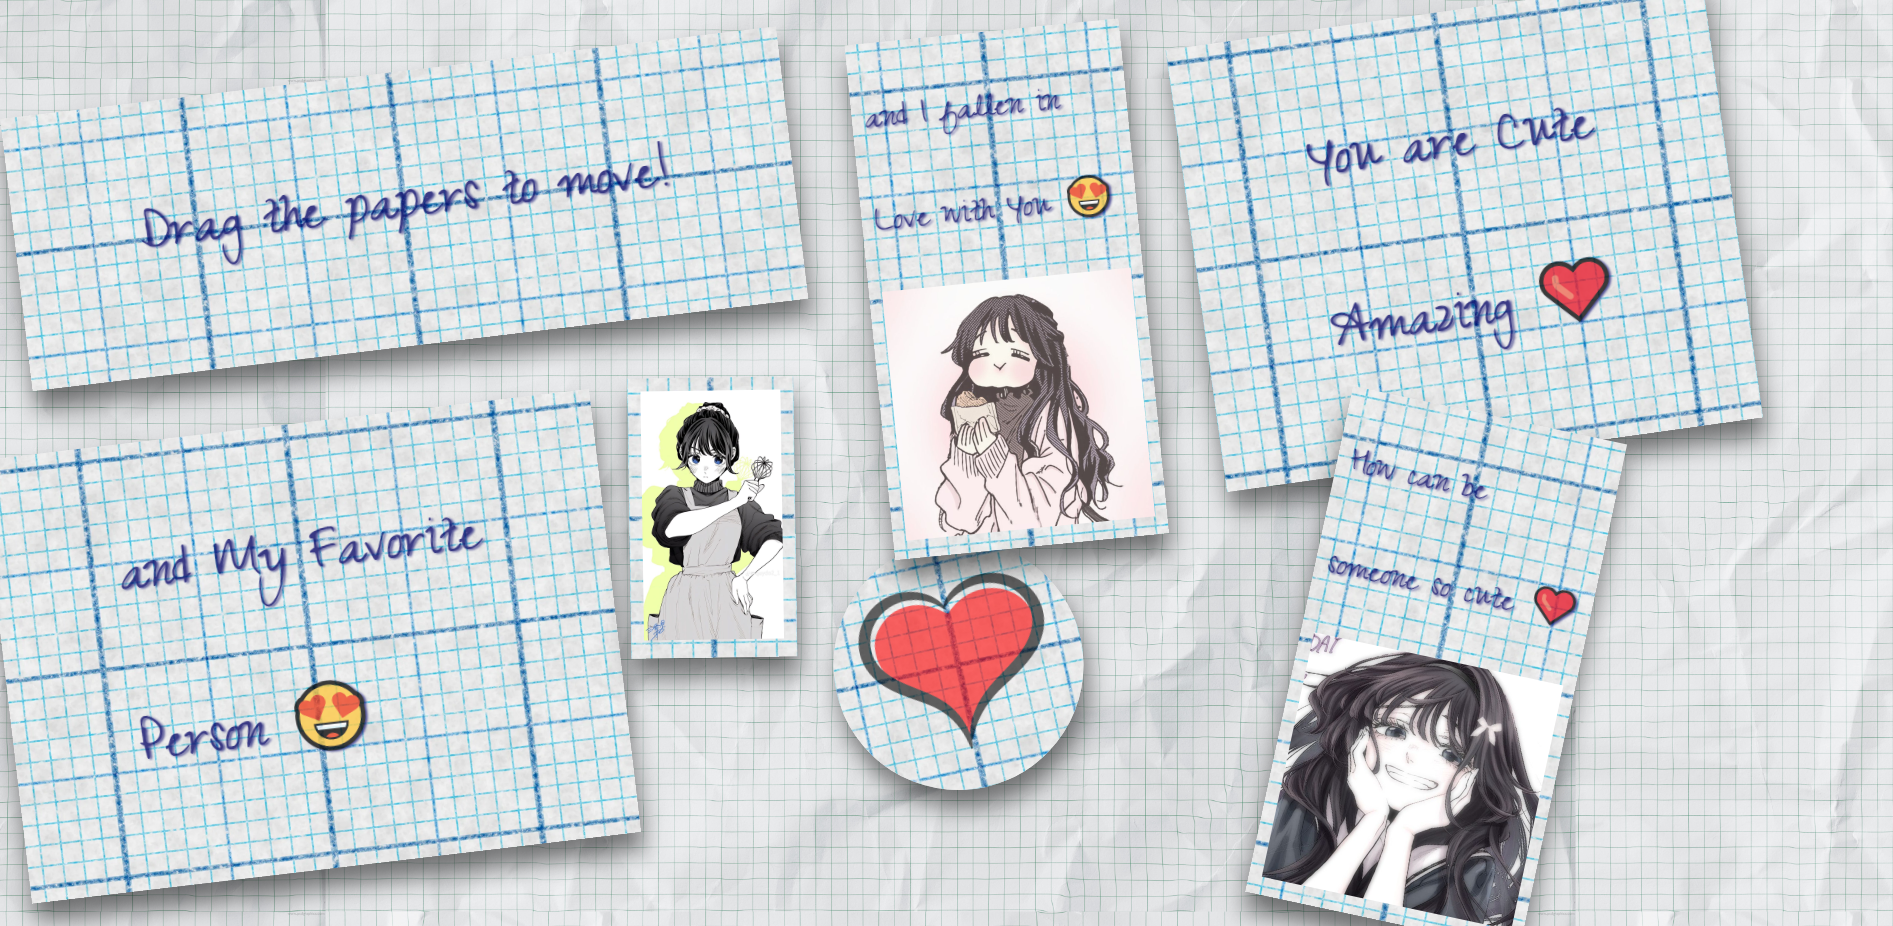 Drag the papers to move!
and I fallen in
Love with You 😍
You are Cute
Amazing ❤️
and My Favorite
Person 😍
How can be
someone so cute ❤️
DAY